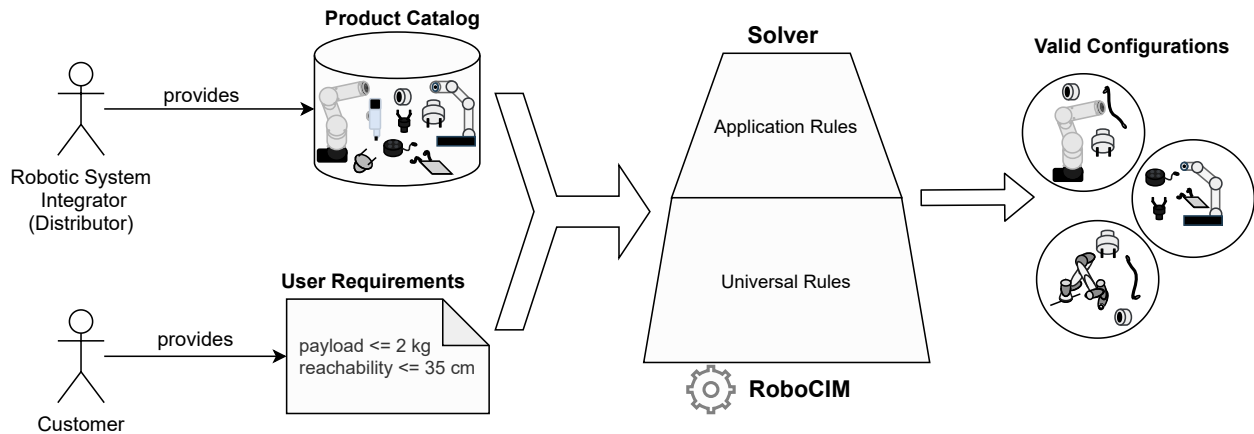 Product Catalog
provides
Robotic System
Integrator
(Distributor)
User Requirements
provides
payload <= 2 kg
reachability <= 35 cm
Customer
Solver
Application Rules
Universal Rules
RoboCIM
Valid Configurations